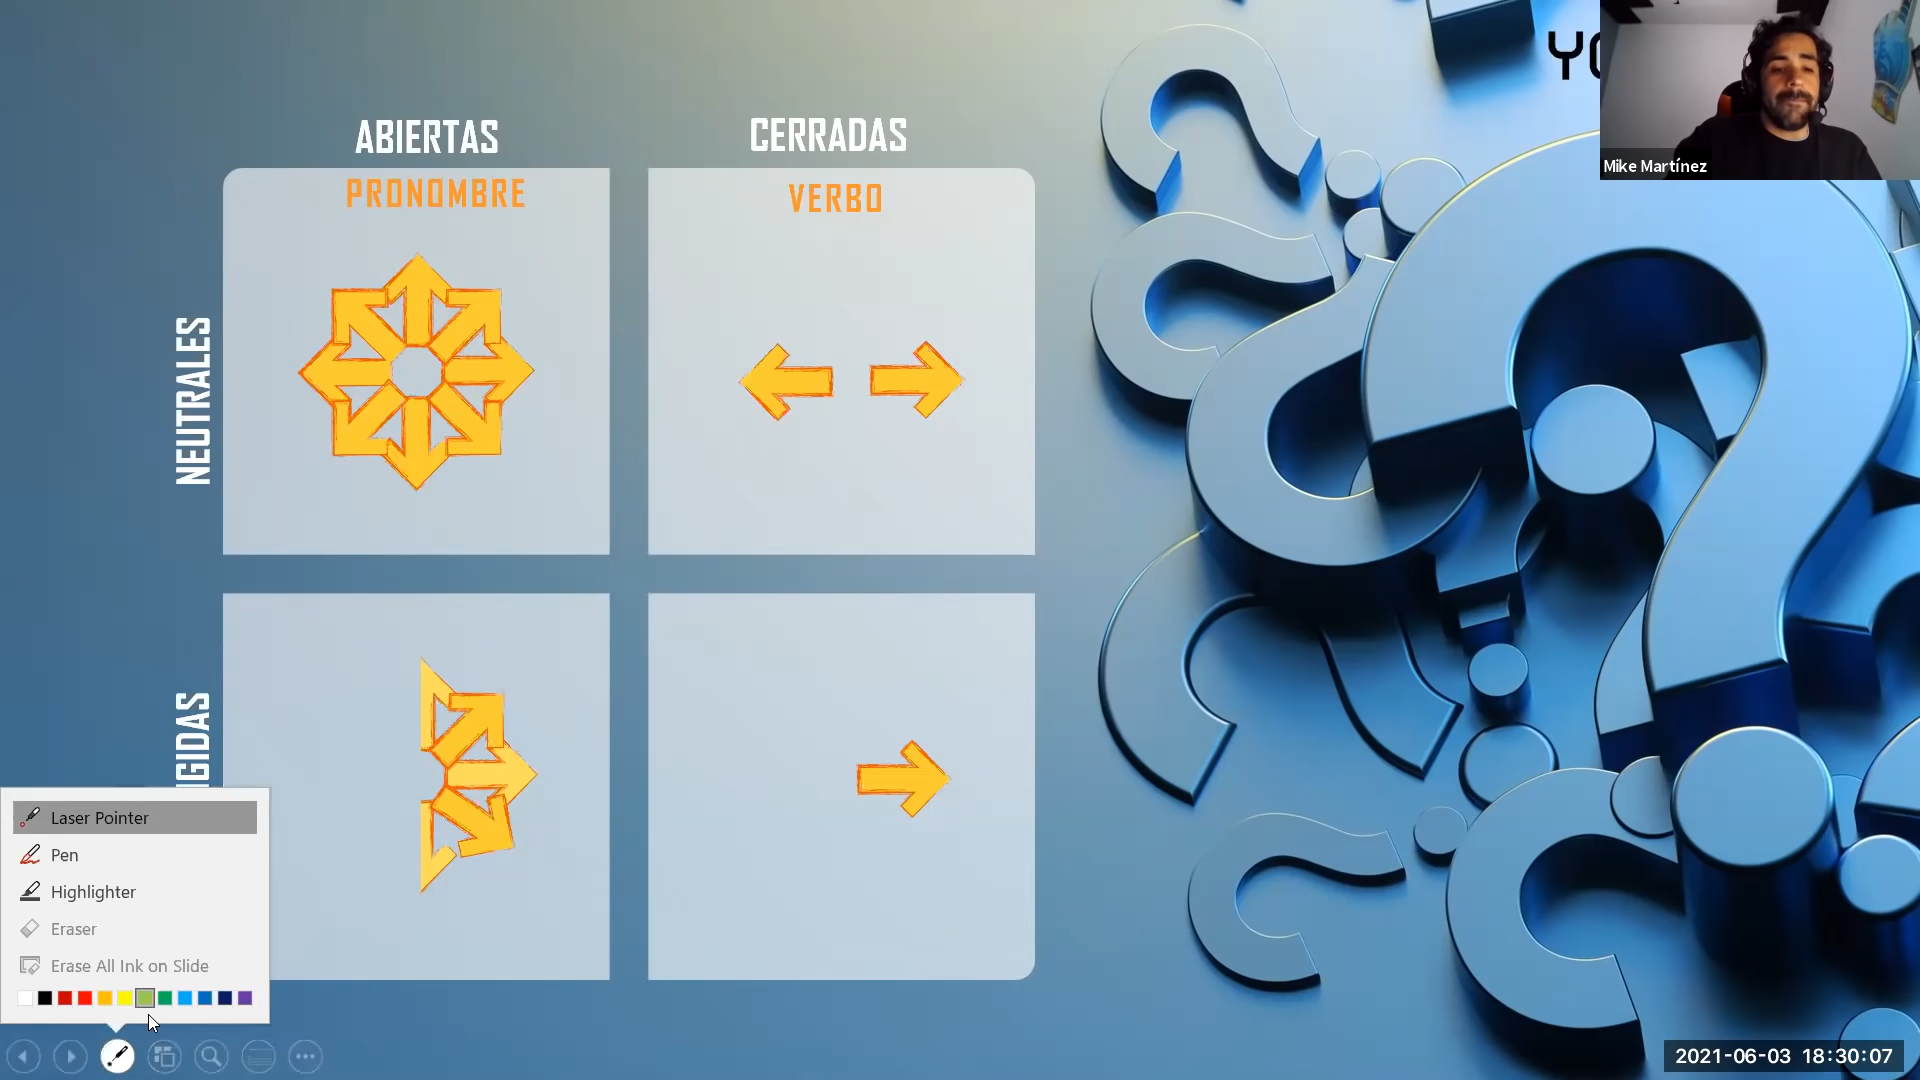 ABIERTAS
CERRADAS
PRONOMBRE
VERBO
NEUTRALES
Mike Martínez
Laser Pointer
Pen
Highlighter
Eraser
Erase All Ink on Slide
2021-06-03 18:30:07